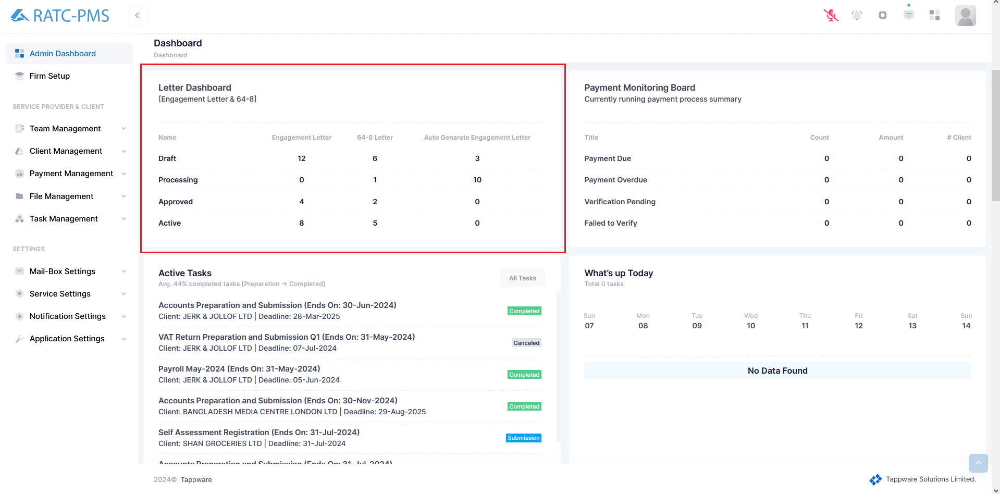 RATC-PMS
Admin Dashboard
Firm Setup
SERVICE PROVIDER & CLIENT
Team Management
Client Management
Payment Management
File Management
Task Management
SETTINGS
Mail-Box Settings
Service Settings
Notification Settings
Application Settings
Dashboard
Dashboard
Letter Dashboard
[Engagement Letter & 64-8]
Name Engagement Letter 64-8 Letter Auto Genarate Engagement Letter
Draft 12 6 3
Processing 0 1 10
Approved 4 2 0
Active 8 5 0
Payment Monitoring Board
Currently running payment process summary
Title Count Amount # Client
Payment Due 0 0 0
Payment Overdue 0 0 0
Verification Pending 0 0 0
Failed to Verify 0 0 0
Active Tasks
Avg. 44% completed tasks [Preparation → Completed]
All Tasks
Accounts Preparation and Submission (Ends On: 30-Jun-2024)
Client: JERK & JOLLOF LTD | Deadline: 28-Mar-2025
Completed
VAT Return Preparation and Submission Q1 (Ends On: 31-May-2024)
Client: JERK & JOLLOF LTD | Deadline: 07-Jul-2024
Canceled
Payroll May-2024 (Ends On: 31-May-2024)
Client: JERK & JOLLOF LTD | Deadline: 05-Jun-2024
Completed
Accounts Preparation and Submission (Ends On: 30-Nov-2024)
Client: BANGLADESH MEDIA CENTRE LONDON LTD | Deadline: 29-Aug-2025
Completed
Self Assessment Registration (Ends On: 31-Jul-2024)
Client: SHAN GROCERIES LTD | Deadline: 31-Jul-2024
Submission
Accounts Preparation and Submission (Ends On: 31-Jul-2024)
What's up Today
Total 0 tasks
Sun Mon Tue Wed Thu Fri Sat Sun
07 08 09 10 11 12 13 14
No Data Found
2024© Tappware
Tappware Solutions Limited.